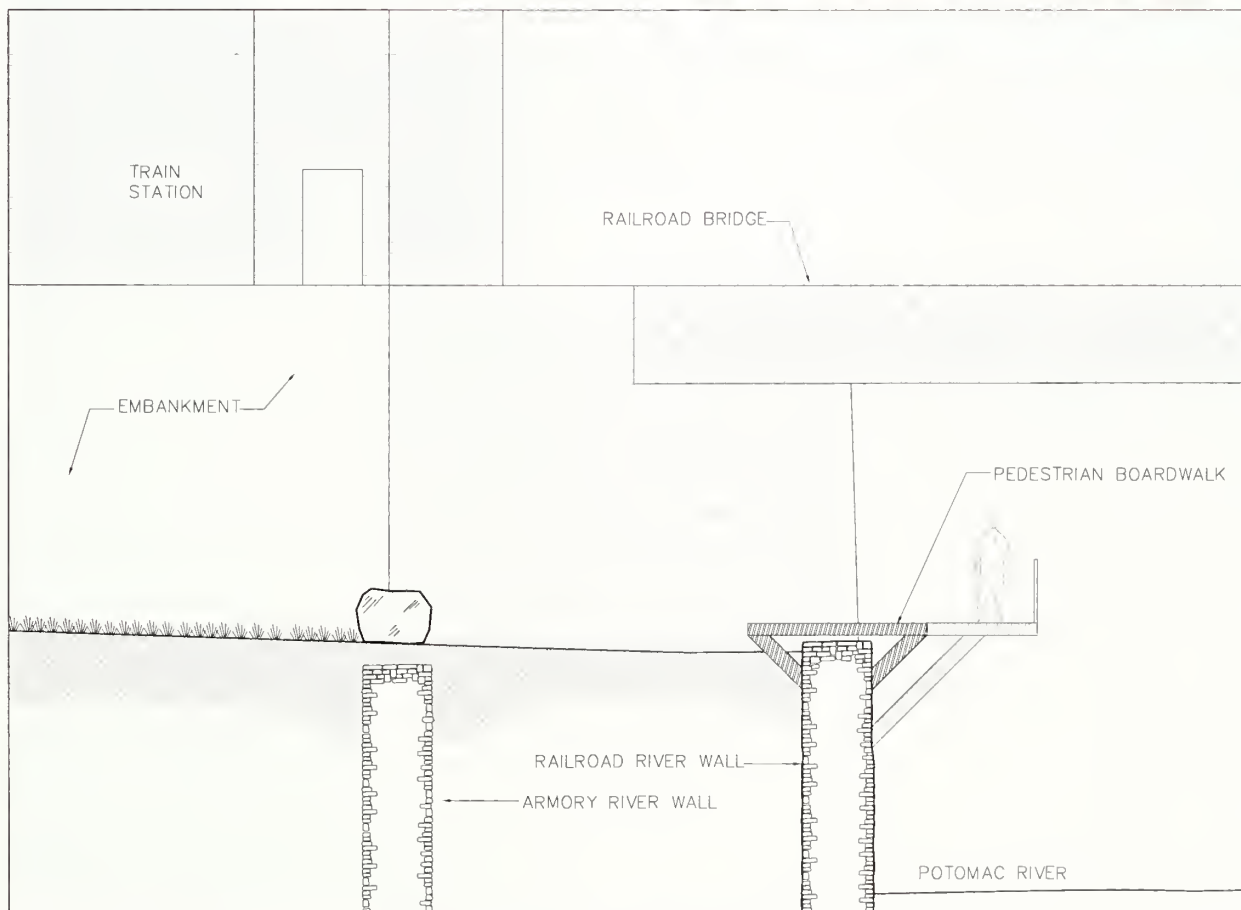 TRAIN
STATION
RAILROAD BRIDGE
EMBANKMENT
PEDESTRIAN BOARDWALK
RAILROAD RIVER WALL
ARMORY RIVER WALL
POTOMAC RIVER